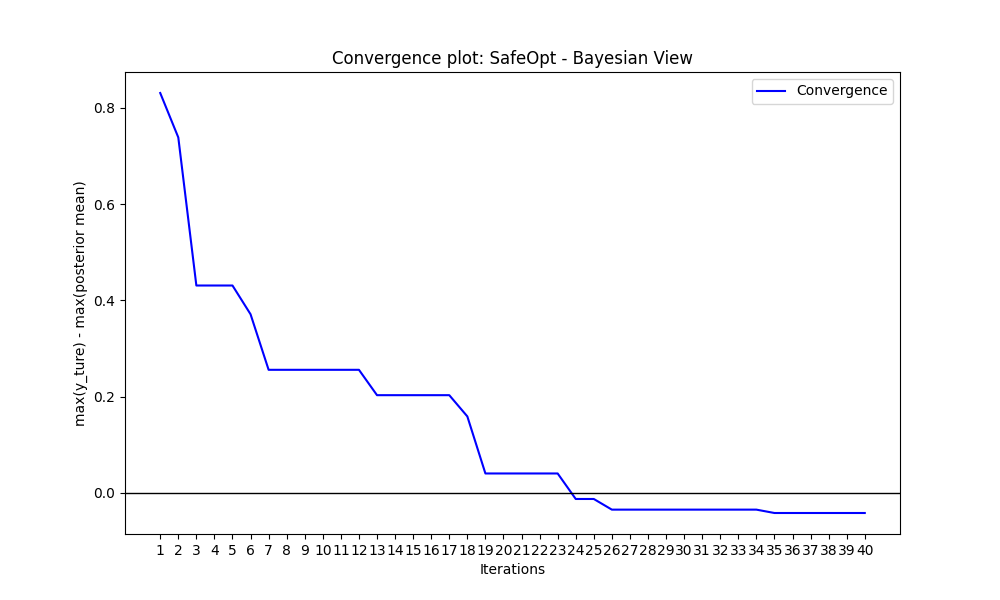 Convergence plot: SafeOpt - Bayesian View
Convergence
max(y_ture) - max(posterior mean)
0.8
0.6
0.4
0.2
0.0
1 2 3 4 5 6 7 8 9 10 11 12 13 14 15 16 17 18 19 20 21 22 23 24 25 26 27 28 29 30 31 32 33 34 35 36 37 38 39 40
Iterations